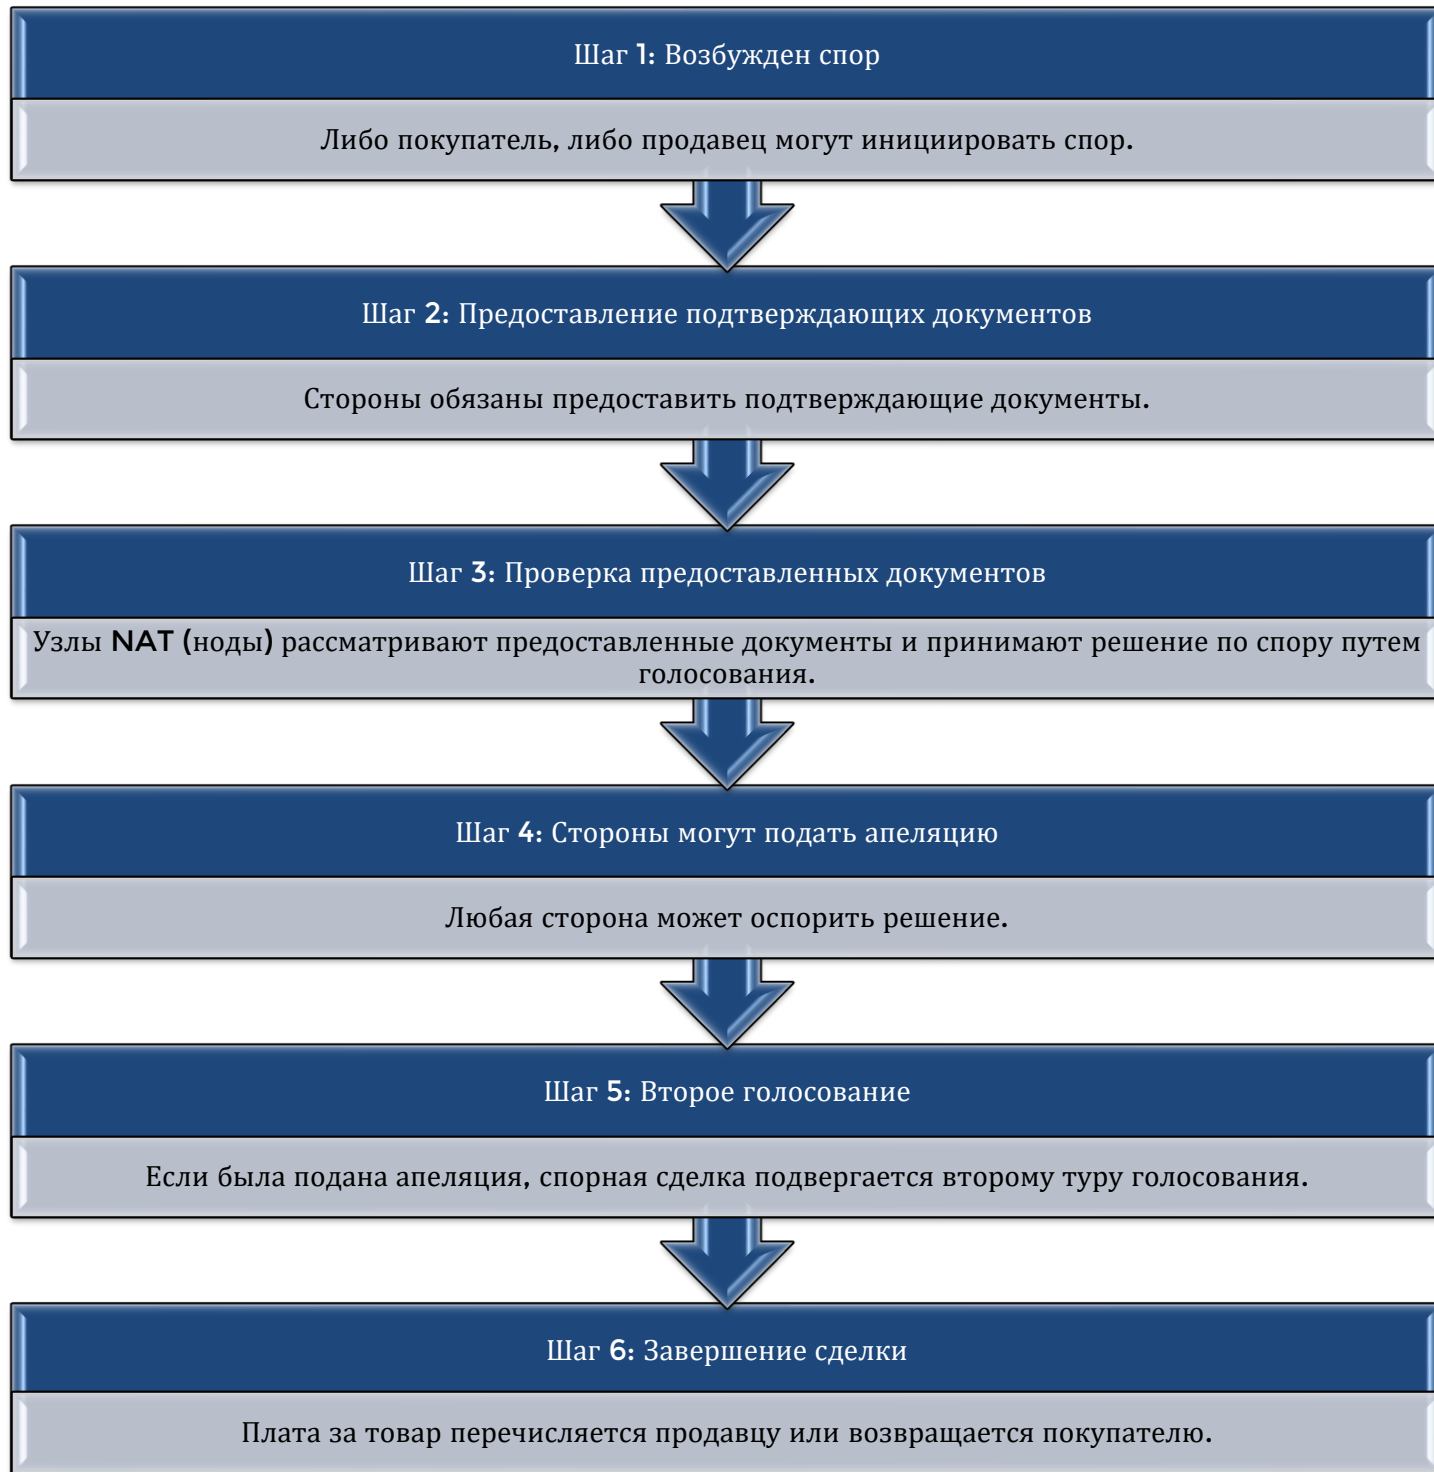 Шаг 1: Возбужден спор
Либо покупатель, либо продавец могут инициировать спор.
Шаг 2: Предоставление подтверждающих документов
Стороны обязаны предоставить подтверждающие документы.
Шаг 3: Проверка предоставленных документов
Узлы NAT (ноды) рассматривают предоставленные документы и принимают решение по спору путем
голосования.
Шаг 4: Стороны могут подать апеляцию
Любая сторона может оспорить решение.
Шаг 5: Второе голосование
Если была подана апеляция, спорная сделка подвергается второму туру голосования.
Шаг 6: Завершение сделки
Плата за товар перечисляется продавцу или возвращается покупателю.